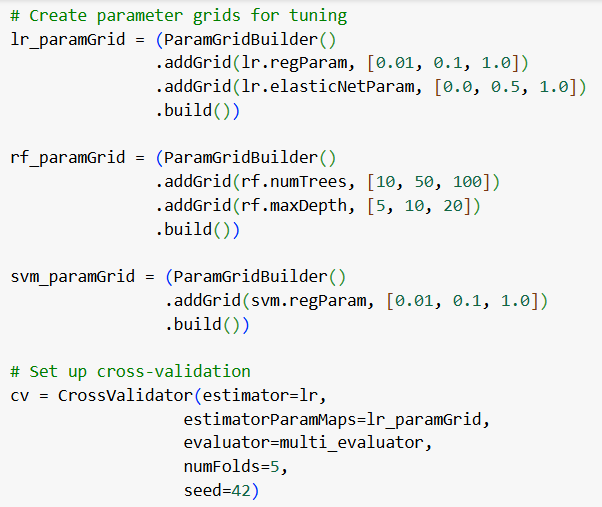 # Create parameter grids for tuning
lr_paramGrid = (ParamGridBuilder()
               .addGrid(lr.regParam, [0.01, 0.1, 1.0])
               .addGrid(lr.elasticNetParam, [0.0, 0.5, 1.0])
               .build())

rf_paramGrid = (ParamGridBuilder()
               .addGrid(rf.numTrees, [10, 50, 100])
               .addGrid(rf.maxDepth, [5, 10, 20])
               .build())

svm_paramGrid = (ParamGridBuilder()
                .addGrid(svm.regParam, [0.01, 0.1, 1.0])
                .build())

# Set up cross-validation
cv = CrossValidator(estimator=lr,
                  estimatorParamMaps=lr_paramGrid,
                  evaluator=multi_evaluator,
                  numFolds=5,
                  seed=42)